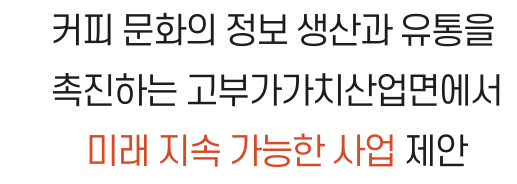 커피 문화의 정보 생산과 유통을
촉진하는 고부가가치산업면에서
미래 지속 가능한 사업 제안